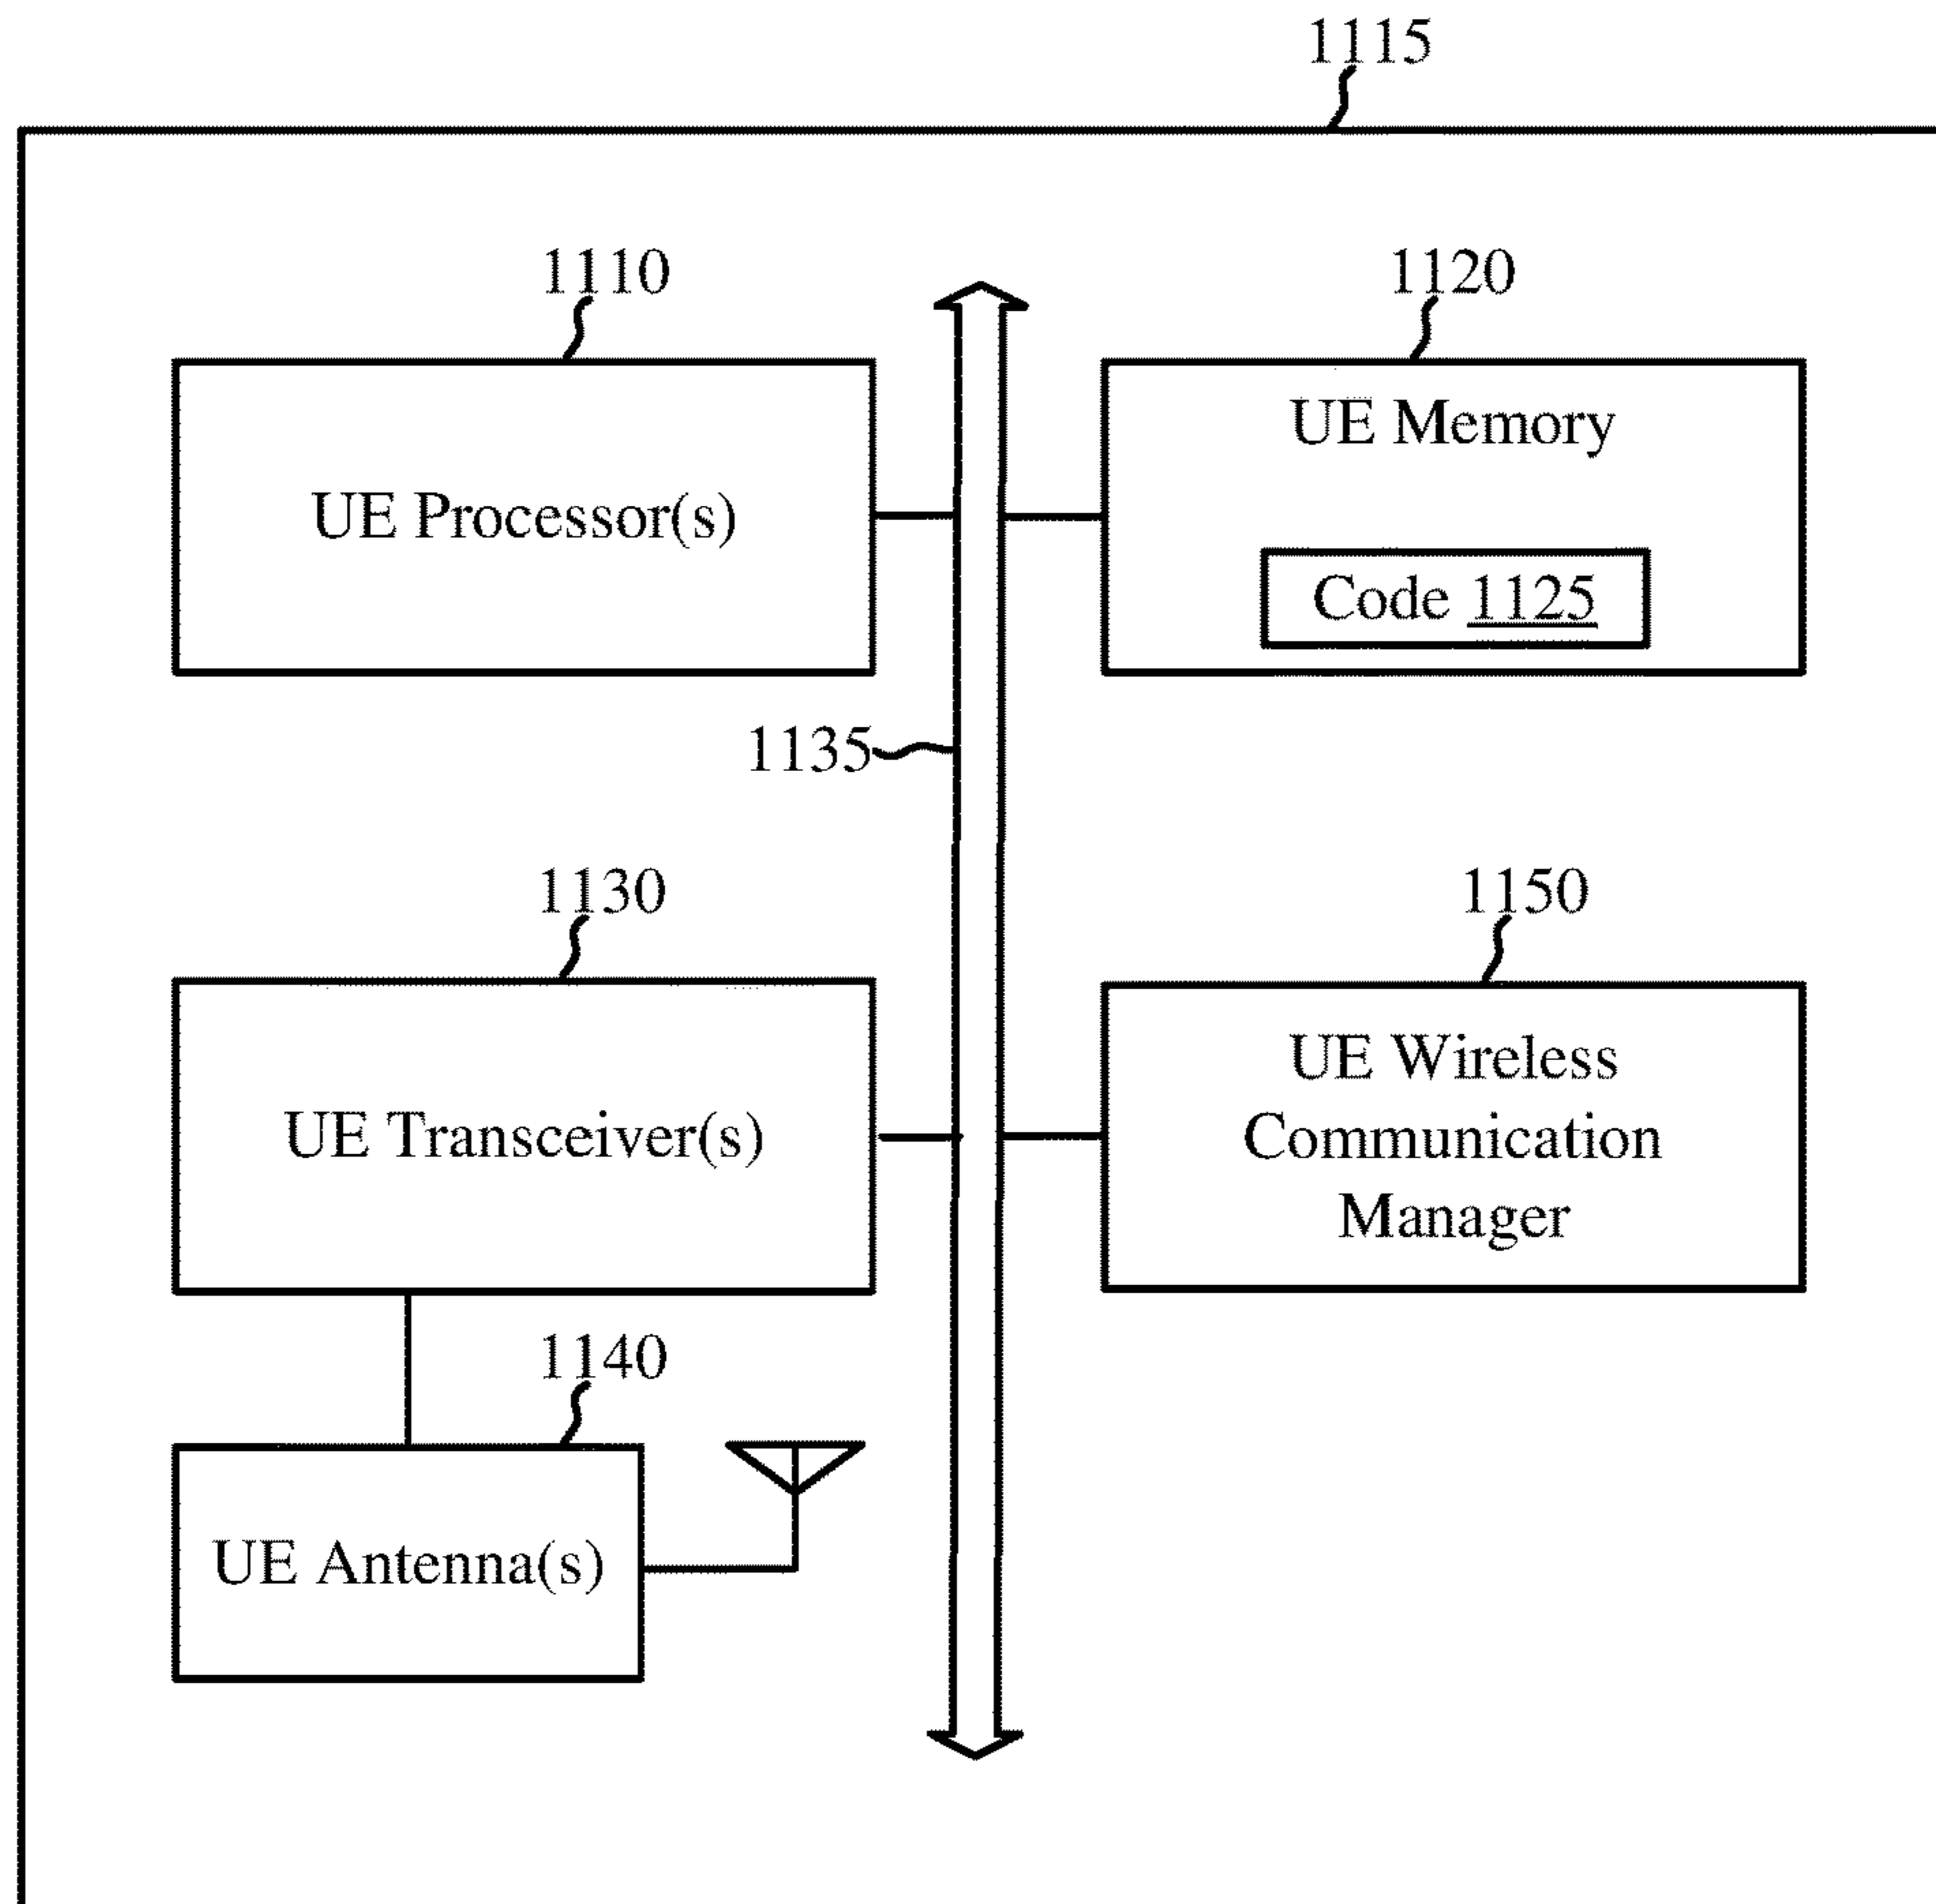 1115
1110
1120
UE Processor(s)
UE Memory
Code 1125
1135
1130
1150
UE Transceiver(s)
UE Wireless
Communication
Manager
1140
UE Antenna(s)